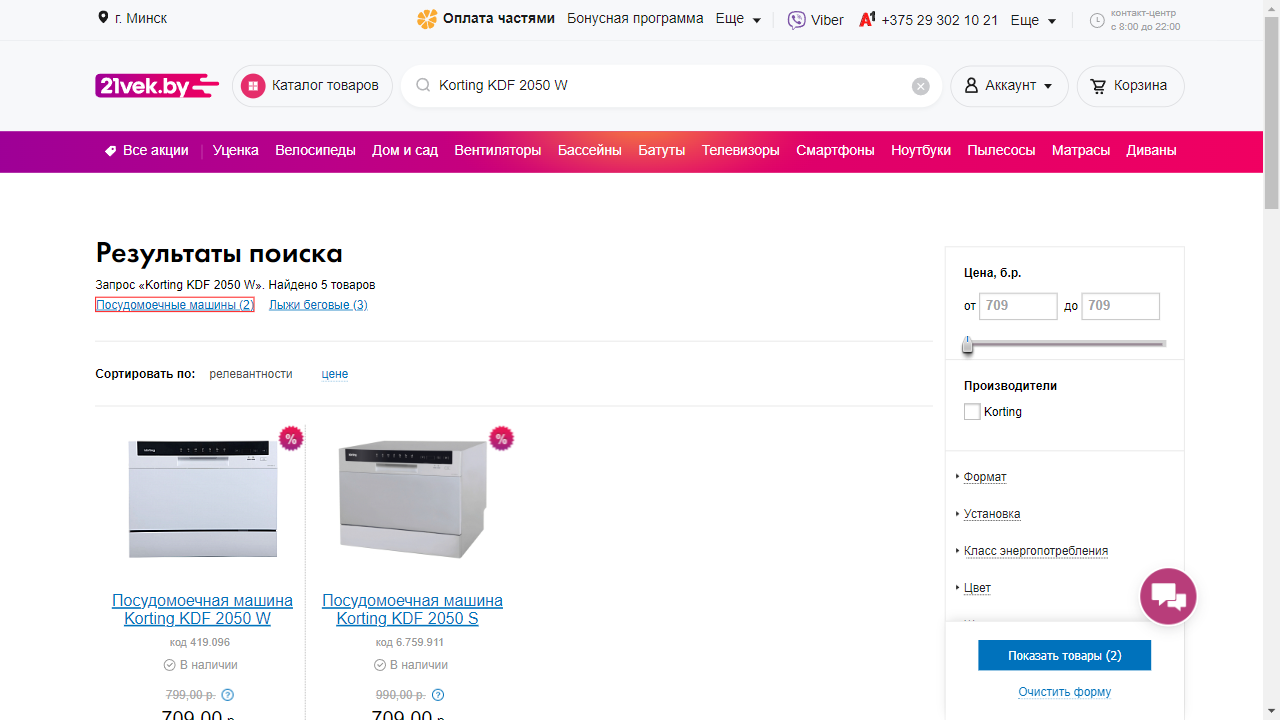 г. Минск
Оплата частями Бонусная программа Еще Viber А1 +375 29 302 10 21 Еще
контакт-центр
с 8:00 до 22:00
21vek.by Каталог товаров Korting KDF 2050 W Аккаунт Корзина
Все акции Уценка Велосипеды Дом и сад Вентиляторы Бассейны Батуты Телевизоры Смартфоны Ноутбуки Пылесосы Матрасы Диваны
Результаты поиска
Запрос «Korting KDF 2050 W». Найдено 5 товаров
Посудомоечные машины (2) Лыжи беговые (3)
Сортировать по: релевантности цене
%
%
Посудомоечная машина
Korting KDF 2050 W
код 419.096
В наличии
799,00 р. ?
709,00 р.
Посудомоечная машина
Korting KDF 2050 S
код 6.759.911
В наличии
990,00 р. ?
709,00 р.
Цена, б.р.
от 709 до 709
Производители
Korting
Формат
Установка
Класс энергопотребления
Цвет
Показать товары (2)
Очистить форму